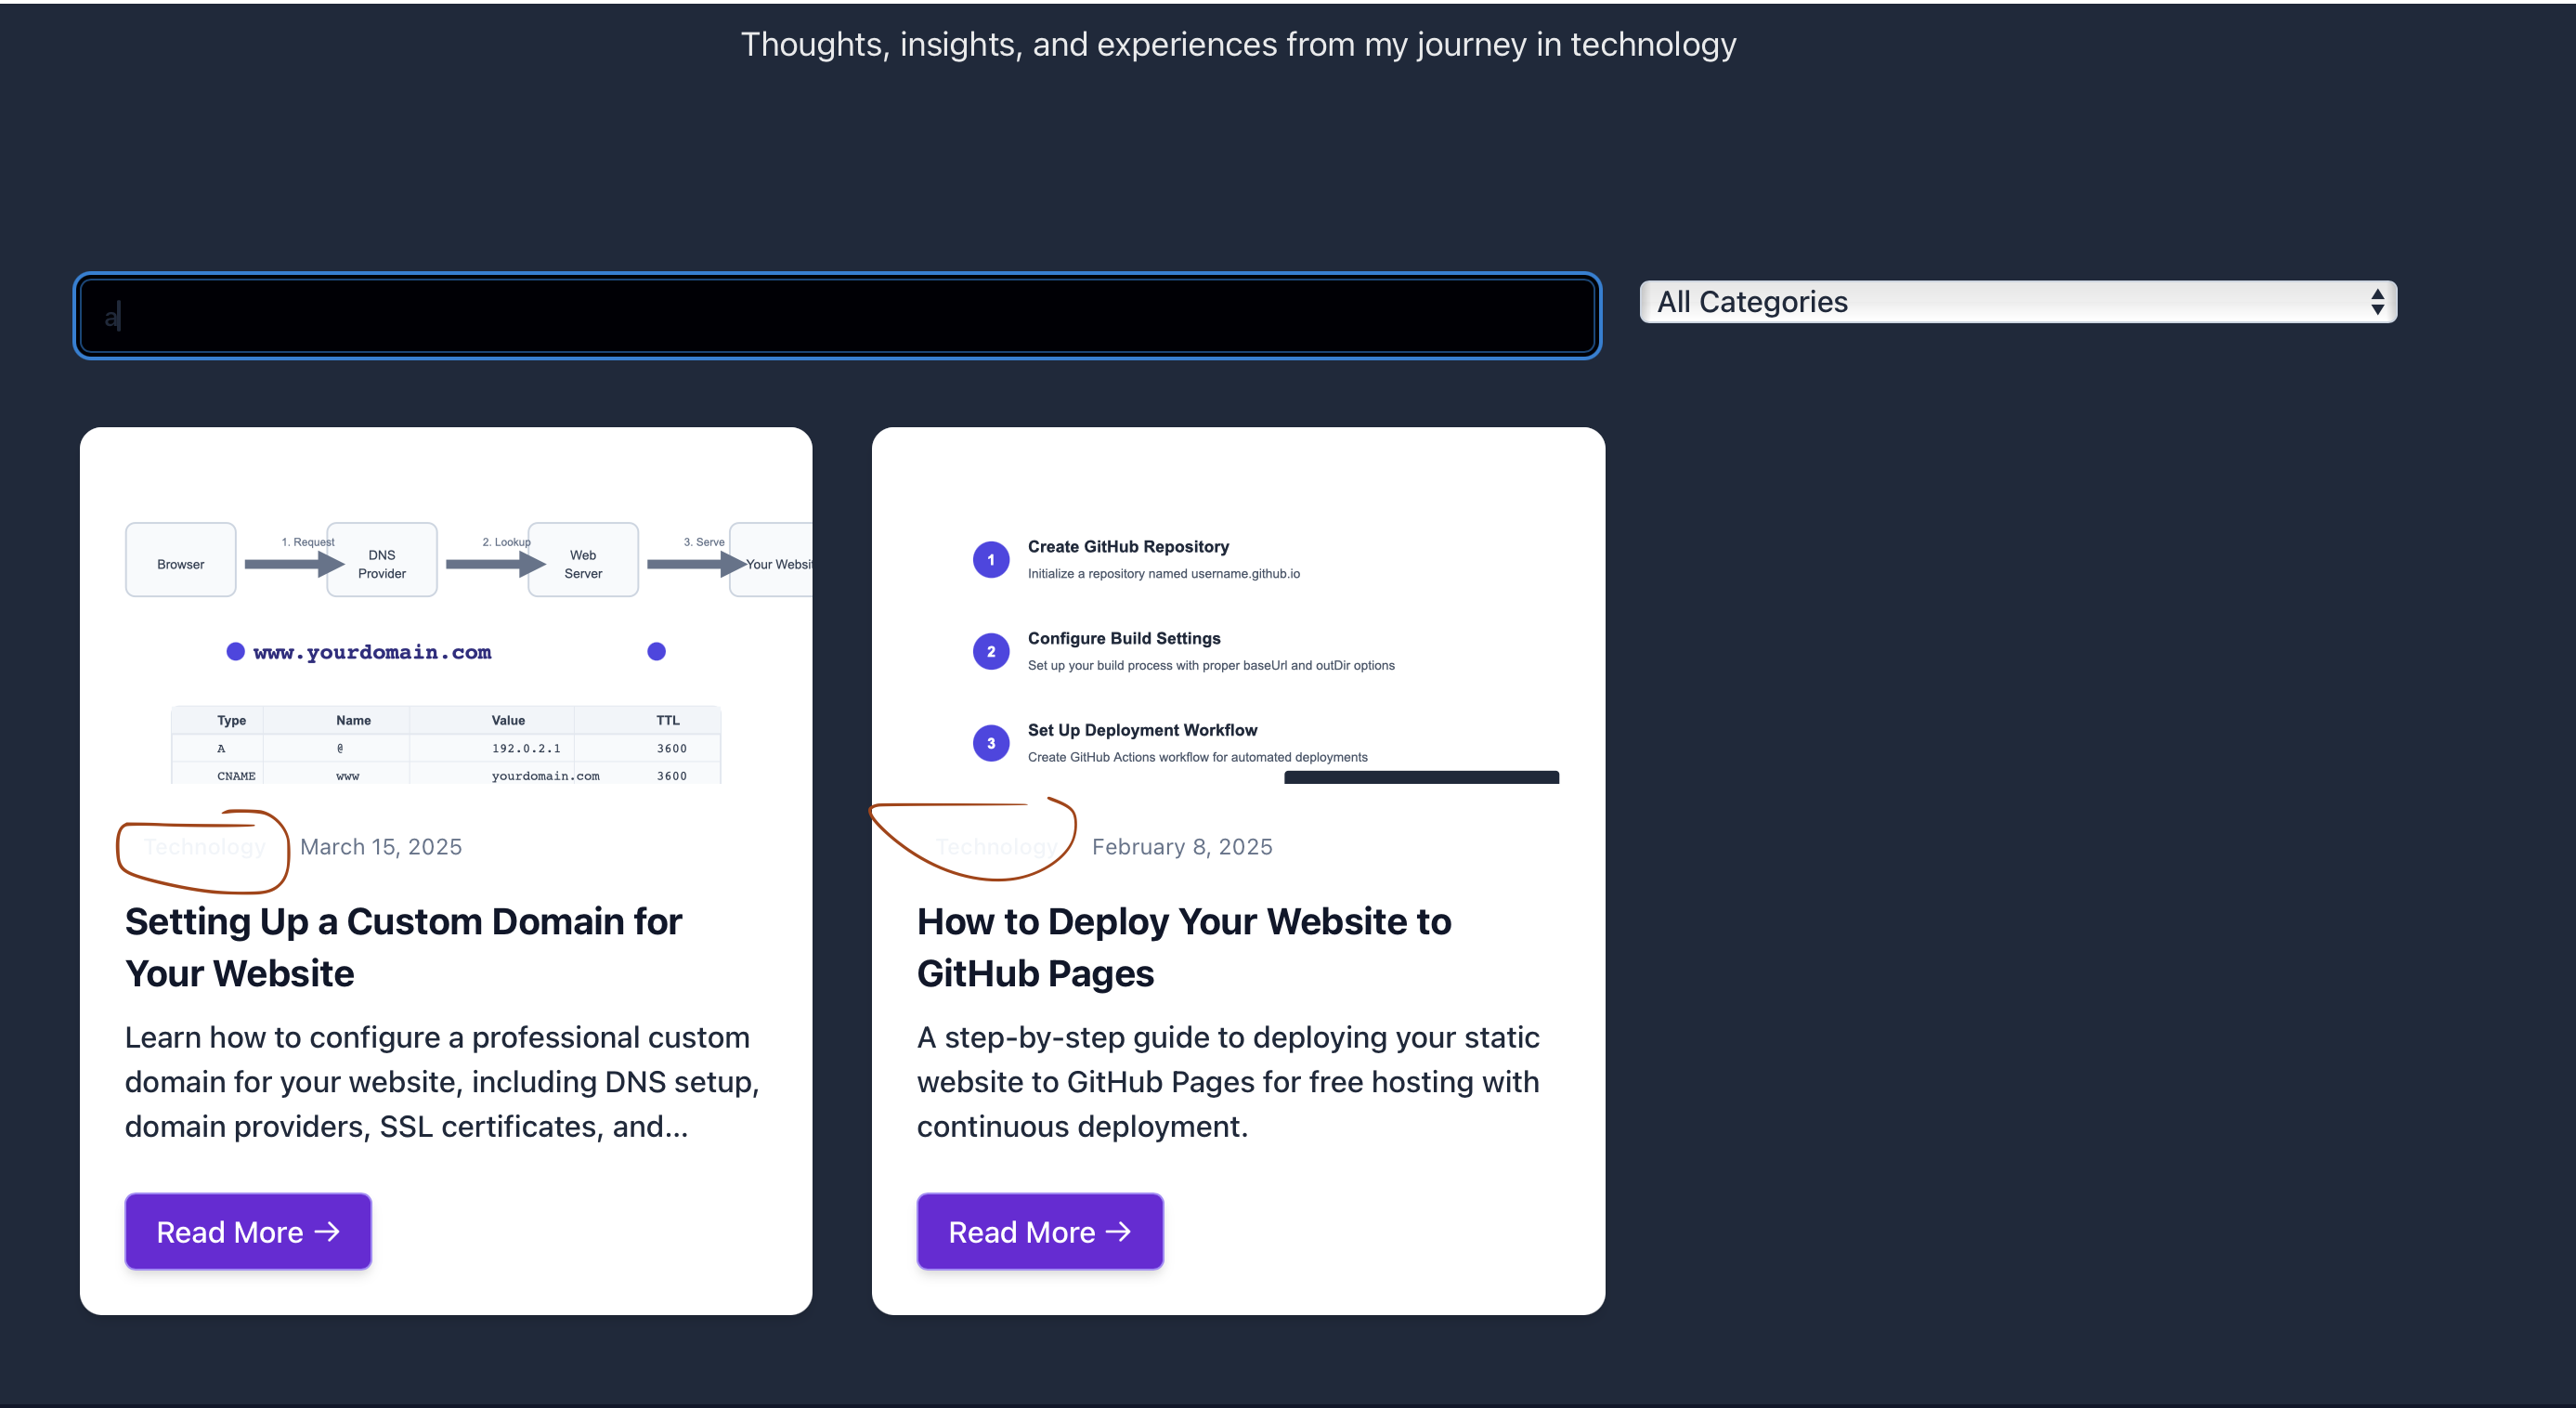 Thoughts, insights, and experiences from my journey in technology
a
All Categories
Browser
1. Request
DNS
Provider
2. Lookup
Web
Server
3. Serve
Your Websit
www.yourdomain.com
Type Name Value TTL
A @ 192.0.2.1 3600
CNAME www yourdomain.com 3600
Technology March 15, 2025
Setting Up a Custom Domain for
Your Website
Learn how to configure a professional custom
domain for your website, including DNS setup,
domain providers, SSL certificates, and...
Read More →
1 Create GitHub Repository
Initialize a repository named username.github.io
2 Configure Build Settings
Set up your build process with proper baseUrl and outDir options
3 Set Up Deployment Workflow
Create GitHub Actions workflow for automated deployments
Technology February 8, 2025
How to Deploy Your Website to
GitHub Pages
A step-by-step guide to deploying your static
website to GitHub Pages for free hosting with
continuous deployment.
Read More →